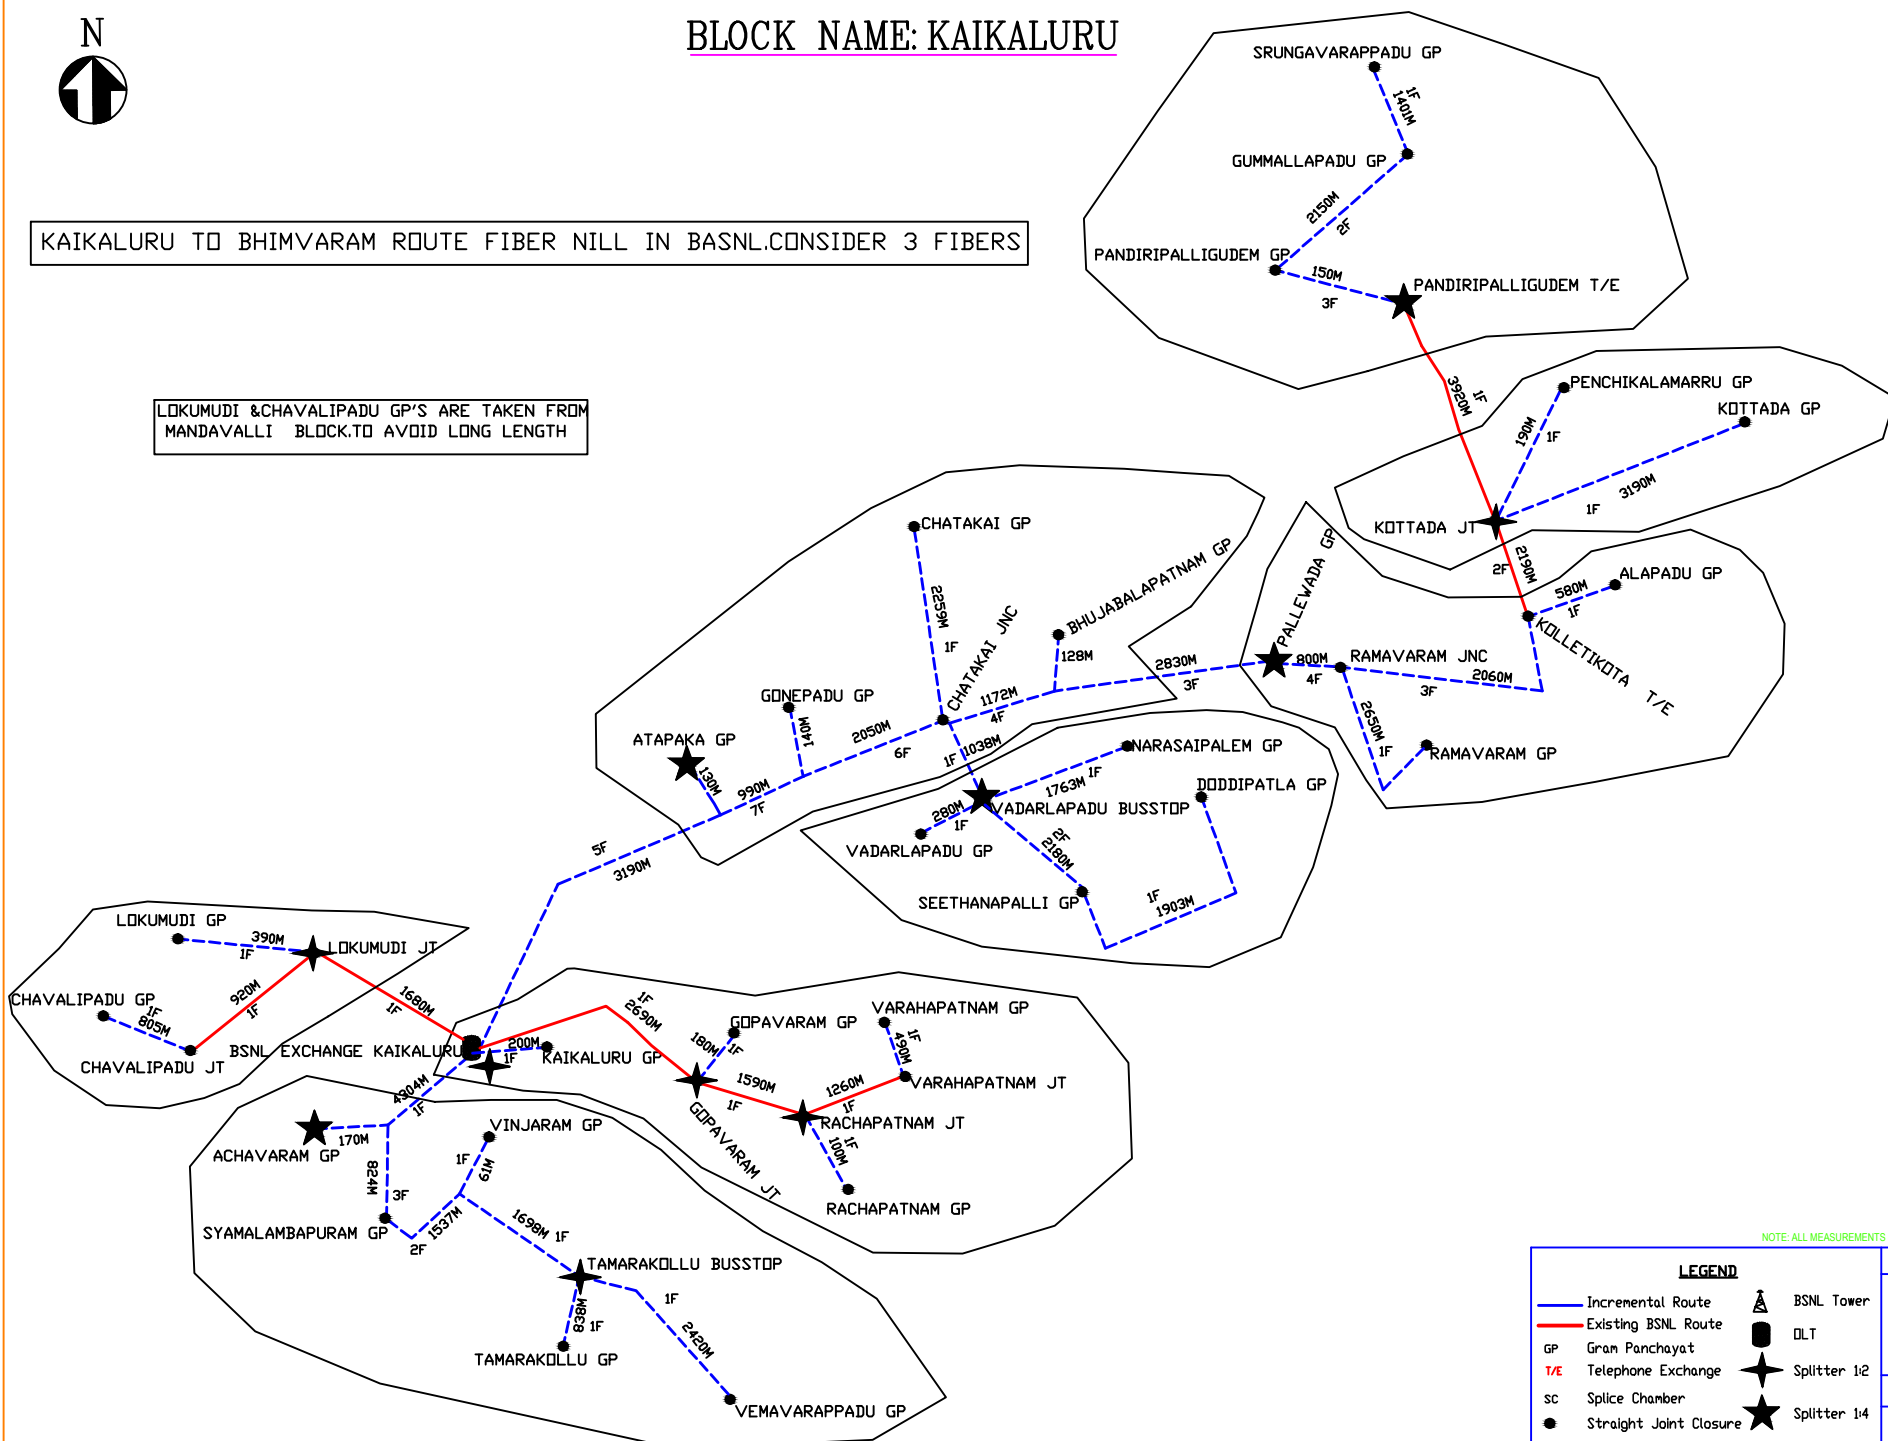 N
BLOCK NAME: KAIKALURU
KAIKALURU TO BHIMVARAM ROUTE FIBER NILL IN BASNL.CONSIDER 3 FIBERS
LOKUMUDI &CHAVALIPADU GP'S ARE TAKEN FROM
MANDAVALLI BLOCK.TO AVOID LONG LENGTH
SRUNGAVARAPPADU GP
1F
1401M
GUMMALLAPADU GP
2150M
2F
PANDIRIPALLIGUDEM GP
150M
3F
PANDIRIPALLIGUDEM T/E
1F
3920M
PENCHIKALAMARRU GP
KOTTADA GP
190M
1F
3190M
1F
KOTTADA JT
2190M
2F
ALAPADU GP
580M
1F
KOLLETIKOTA T/E
PALLEWADA GP
800M
4F
RAMAVARAM JNC
2060M
3F
2650M
1F
RAMAVARAM GP
CHATAKAI GP
2259M
1F
CHATAKAI JNC
BHUJABALAPATNAM GP
128M
2830M
3F
1172M
4F
GONEPADU GP
140M
2050M
6F
ATAPAKA GP
130M
990M
7F
5F
3190M
1F
1038M
NARASAIPALEM GP
1763M
1F
DODDIPATLA GP
VADARLAPADU BUSSTOP
280M
1F
VADARLAPADU GP
2F
2180M
SEETHANAPALLI GP
1F
1903M
LOKUMUDI GP
390M
1F
LOKUMUDI JT
920M
1F
1680M
1F
CHAVALIPADU GP
1F
805M
CHAVALIPADU JT
BSNL EXCHANGE KAIKALURU
200M
1F
KAIKALURU GP
1F
2690M
GOPAVARAM GP
180M
1F
GOPAVARAM JT
1590M
1F
VARAHAPATNAM GP
1F
490M
VARAHAPATNAM JT
1260M
1F
RACHAPATNAM JT
1F
100M
RACHAPATNAM GP
4304M
1F
ACHAVARAM GP
170M
824M
3F
SYAMALAMBAPURAM GP
VINJARAM GP
1F
61M
1537M
2F
1698M
1F
TAMARAKOLLU BUSSTOP
838M
1F
TAMARAKOLLU GP
1F
2420M
VEMAVARAPPADU GP
NOTE: ALL MEASUREMENTS
LEGEND
Incremental Route
BSNL Tower
Existing BSNL Route
OLT
GP Gram Panchayat
T/E Telephone Exchange
Splitter 1:2
SC Splice Chamber
Splitter 1:4
Straight Joint Closure